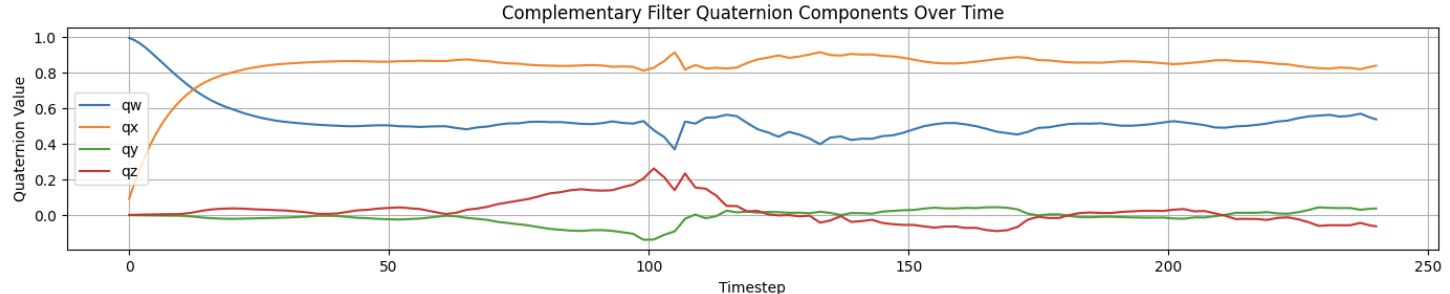 Complementary Filter Quaternion Components Over Time
Quaternion Value
1.0
0.8
0.6
0.4
0.2
0.0
qw
qx
qy
qz
0 50 100 150 200 250
Timestep